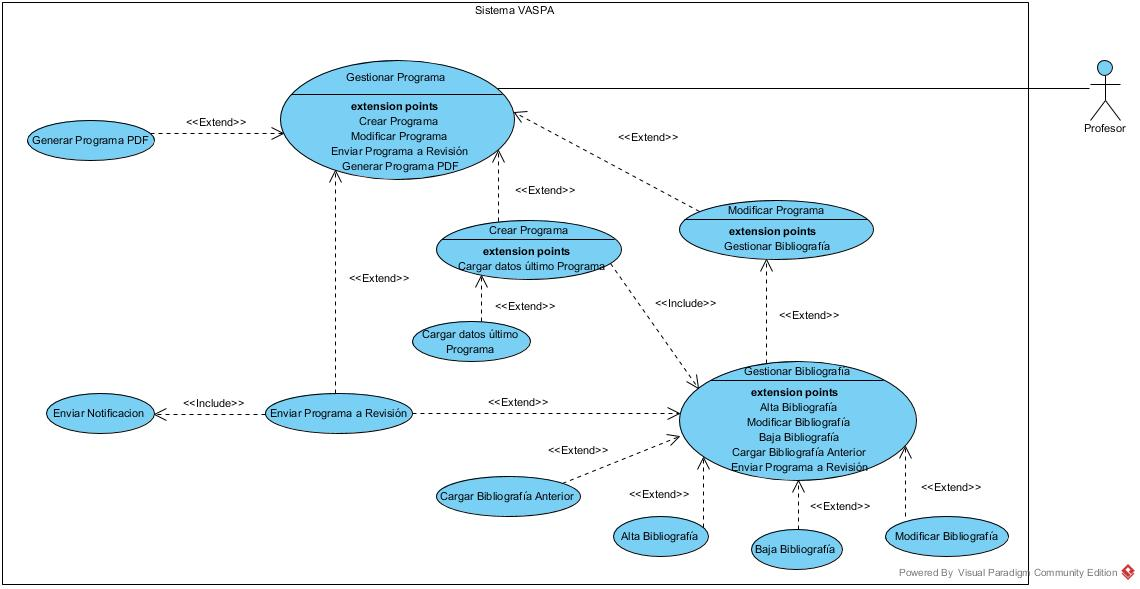 Sistema VASPA
Gestionar Programa
extension points
Crear Programa
Modificar Programa
Enviar Programa a Revisión
Generar Programa PDF
Profesor
Generar Programa PDF
<<Extend>>
<<Extend>>
<<Extend>>
Modificar Programa
extension points
Gestionar Bibliografía
Crear Programa
extension points
Cargar datos último Programa
<<Extend>>
<<Extend>>
<<Include>>
<<Extend>>
Cargar datos último
Programa
Gestionar Bibliografía
extension points
Alta Bibliografía
Modificar Bibliografía
Baja Bibliografía
Cargar Bibliografía Anterior
Enviar Programa a Revisión
Enviar Notificacion
<<Include>>
Enviar Programa a Revisión
<<Extend>>
<<Extend>>
Cargar Bibliografía Anterior
<<Extend>>
<<Extend>>
<<Extend>>
Alta Bibliografía
Baja Bibliografía
Modificar Bibliografía
Powered By Visual Paradigm Community Edition